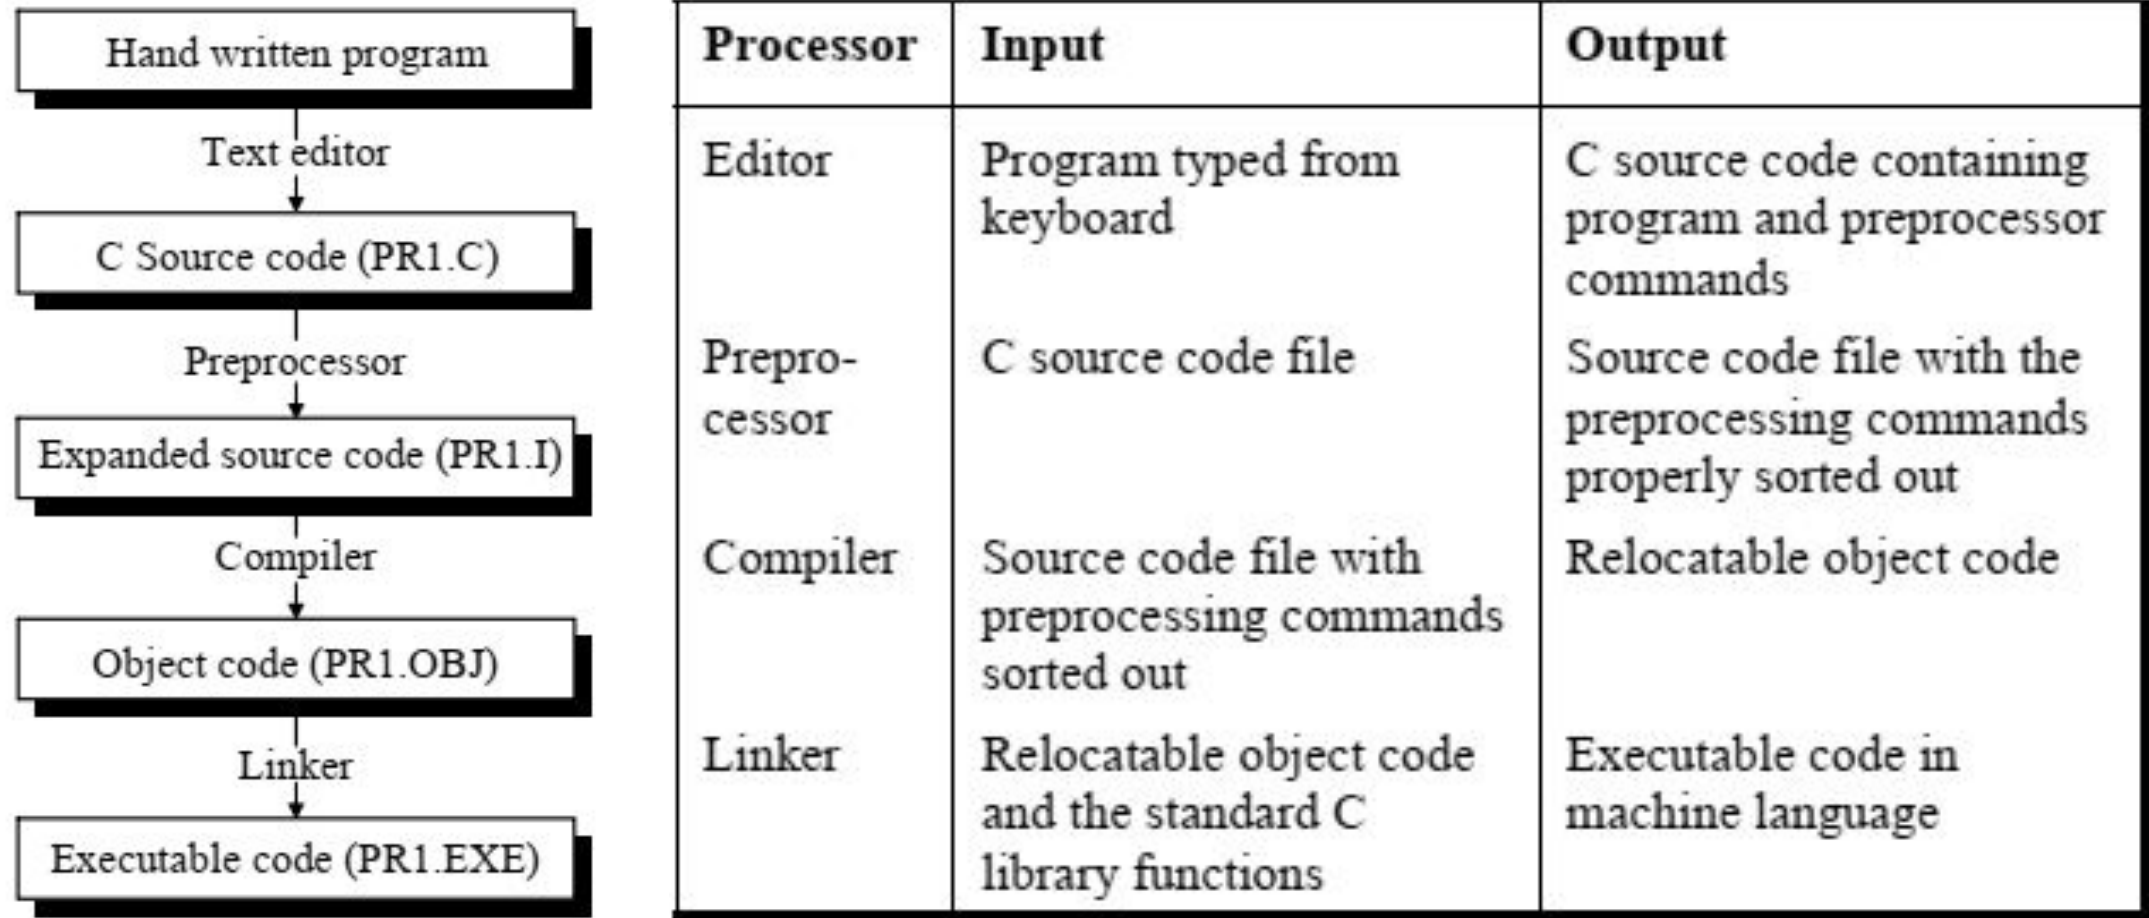 Hand written program
Text editor
C Source code (PR1.C)
Preprocessor
Expanded source code (PR1.I)
Compiler
Object code (PR1.OBJ)
Linker
Executable code (PR1.EXE)
Processor Input Output
Editor Program typed from C source code containing
keyboard program and preprocessor
commands
Prepro- C source code file Source code file with the
cessor preprocessing commands
properly sorted out
Compiler Source code file with Relocatable object code
preprocessing commands
sorted out
Linker Relocatable object code Executable code in
and the standard C machine language
library functions